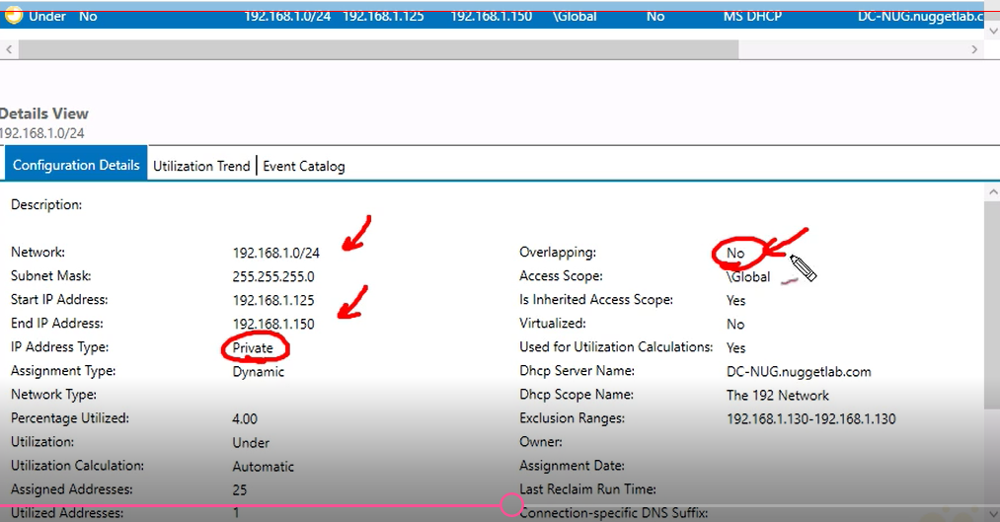 Under No 192.168.1.0/24 192.168.1.125 192.168.1.150 \Global No MS DHCP DC-NUG.nuggetlab.c
Details View
192.168.1.0/24
Configuration Details Utilization Trend Event Catalog
Description:
Network: 192.168.1.0/24 Overlapping: No
Subnet Mask: 255.255.255.0 Access Scope: \Global
Start IP Address: 192.168.1.125 Is Inherited Access Scope: Yes
End IP Address: 192.168.1.150 Virtualized: No
IP Address Type: Private Used for Utilization Calculations: Yes
Assignment Type: Dynamic Dhcp Server Name: DC-NUG.nuggetlab.com
Network Type: Dhcp Scope Name: The 192 Network
Percentage Utilized: 4.00 Exclusion Ranges: 192.168.1.130-192.168.1.130
Utilization: Under Owner:
Utilization Calculation: Automatic Assignment Date:
Assigned Addresses: 25 Last Reclaim Run Time:
Utilized Addresses: 1 Connection-specific DNS Suffix: